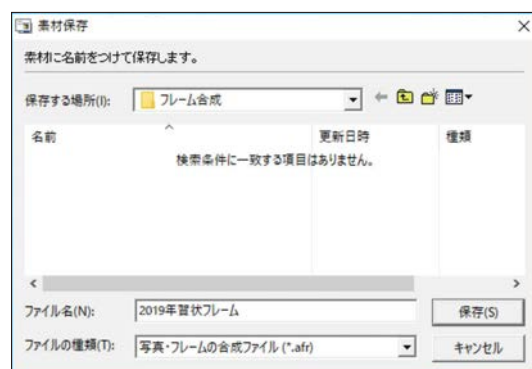 素材保存
素材に名前をつけて保存します。
保存する場所(I):
フレーム合成
名前
更新日時
種類
検索条件に一致する項目はありません。
ファイル名(N):
2019年賀状フレーム
保存(S)
ファイルの種類(T):
写真・フレームの合成ファイル (*.afr)
キャンセル